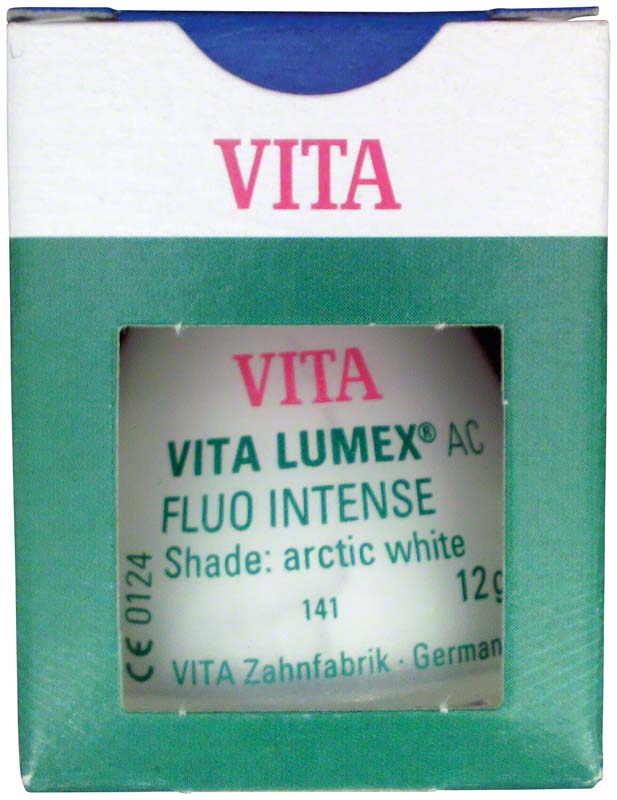 VITA
VITA
VITA LUMEX® AC
FLUO INTENSE
Shade: arctic white
12g
141
CE 0124
VITA Zahnfabrik · German